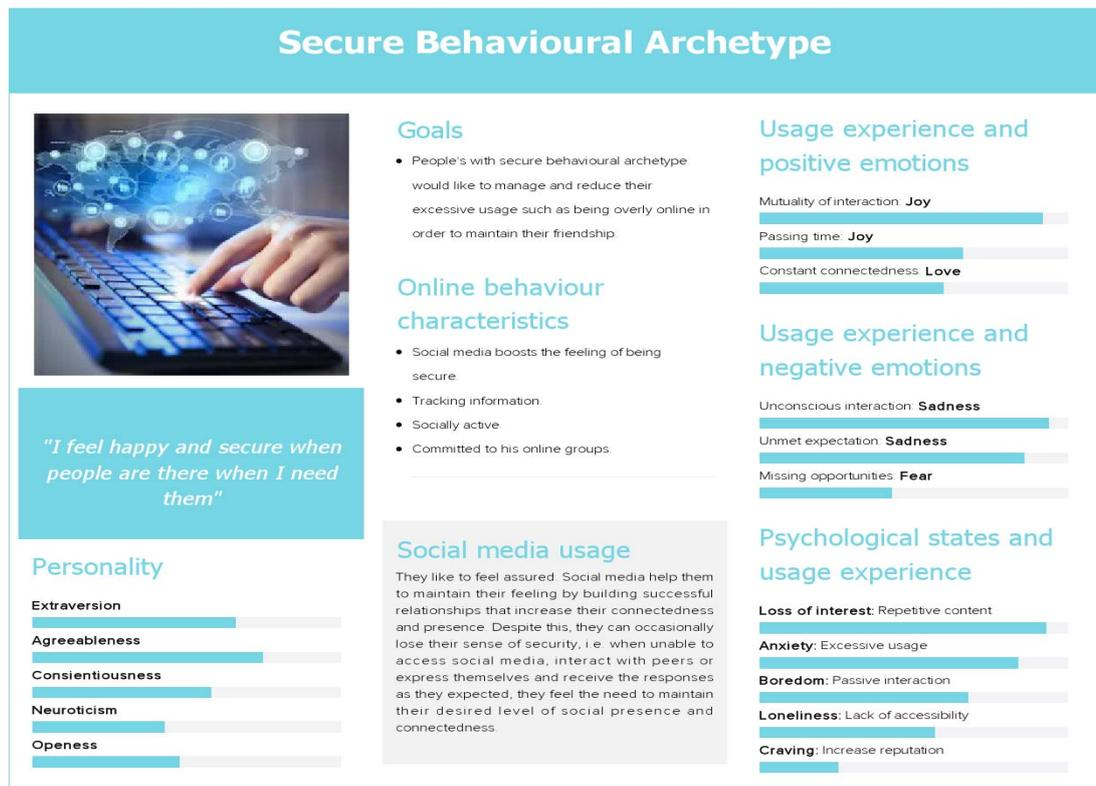 Secure Behavioural Archetype
"I feel happy and secure when
people are there when I need
them"
Personality
Extraversion
Agreeableness
Consientiousness
Neuroticism
Openess
Goals
• People's with secure behavioural archetype
would like to manage and reduce their
excessive usage such as being overly online in
order to maintain their friendship.
Online behaviour
characteristics
• Social media boosts the feeling of being
secure.
• Tracking information.
• Socially active.
• Committed to his online groups.
Social media usage
They like to feel assured. Social media help them
to maintain their feeling by building successful
relationships that increase their connectedness
and presence. Despite this, they can occasionally
lose their sense of security, i.e. when unable to
access social media, interact with peers or
express themselves and receive the responses
as they expected, they feel the need to maintain
their desired level of social presence and
connectedness.
Usage experience and
positive emotions
Mutuality of interaction: Joy
Passing time: Joy
Constant connectedness: Love
Usage experience and
negative emotions
Unconscious interaction: Sadness
Unmet expectation: Sadness
Missing opportunities: Fear
Psychological states and
usage experience
Loss of interest: Repetitive content
Anxiety: Excessive usage
Boredom: Passive interaction
Loneliness: Lack of accessibility
Craving: Increase reputation